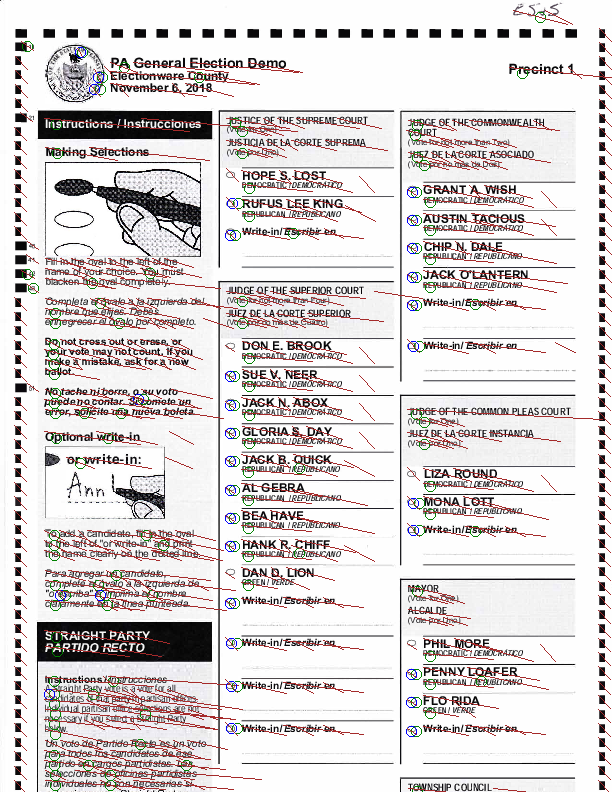 PA General Election Demo
Electionware County
November 6, 2018
Precinct 1
Instructions / Instrucciones
Making Selections
Fill in the oval to the left of the
name of your choice. You must
blacken the oval completely.
Completa el óvalo a la izquierda del
nombre que elijas. Debes
ennegrecer el óvalo por completo.
Do not cross out or erase, or
your vote may not count. If you
make a mistake, ask for a new
ballot.
No tache ni borre, o su voto
puede no contar. Si comete un
error, solicite una nueva boleta.
Optional write-in
or write-in:
Ann
To add a candidate, fill in the oval
to the left of "or write-in" and print
the name clearly on the dotted line.
Para agregar un candidato,
complete el óvalo a la izquierda de
"o escriba" e imprima el nombre
claramente en la línea punteada.
STRAIGHT PARTY
PARTIDO RECTO
Instructions / Instrucciones
A Straight Party vote is a vote for all
candidates of that party in partisan offices.
Individual partisan office selections are not
necessary if you select a Straight Party
below.
Un voto de Partido Recto es un voto
para todos los candidatos de ese
partido en cargos partidistas. Las
selecciones de oficinas partidistas
individuales no son necesarias si
JUSTICE OF THE SUPREME COURT
(Vote for One)
JUSTICIA DE LA CORTE SUPREMA
(Vote por Uno)
HOPE S. LOST
DEMOCRATIC / DEMOCRÁTICO
RUFUS LEE KING
REPUBLICAN / REPUBLICANO
Write-in/Escribir en
JUDGE OF THE SUPERIOR COURT
(Vote for not more than Four)
JUEZ DE LA CORTE SUPERIOR
(Vote por no más de Cuatro)
DON E. BROOK
DEMOCRATIC / DEMOCRÁTICO
SUE V. NEER
DEMOCRATIC / DEMOCRÁTICO
JACK N. ABOX
DEMOCRATIC / DEMOCRÁTICO
GLORIA S. DAY
DEMOCRATIC / DEMOCRÁTICO
JACK B. QUICK
REPUBLICAN / REPUBLICANO
AL GEBRA
REPUBLICAN / REPUBLICANO
BEA HAVE
REPUBLICAN / REPUBLICANO
HANK R. CHIFF
REPUBLICAN / REPUBLICANO
DAN D. LION
GREEN / VERDE
Write-in/Escribir en
Write-in/Escribir en
Write-in/Escribir en
Write-in/Escribir en
JUDGE OF THE COMMONWEALTH
COURT
(Vote for not more than Two)
JUEZ DE LA CORTE ASOCIADO
(Vote por no más de Dos)
GRANT A. WISH
DEMOCRATIC / DEMOCRÁTICO
AUSTIN TACIOUS
DEMOCRATIC / DEMOCRÁTICO
CHIP N. DALE
REPUBLICAN / REPUBLICANO
JACK O'LANTERN
REPUBLICAN / REPUBLICANO
Write-in/Escribir en
Write-in/Escribir en
JUDGE OF THE COMMON PLEAS COURT
(Vote for One)
JUEZ DE LA CORTE INSTANCIA
(Vote por Uno)
LIZA ROUND
DEMOCRATIC / DEMOCRÁTICO
MONA LOTT
REPUBLICAN / REPUBLICANO
Write-in/Escribir en
MAYOR
(Vote for One)
ALCALDE
(Vote por Uno)
PHIL MORE
DEMOCRATIC / DEMOCRÁTICO
PENNY LOAFER
REPUBLICAN / REPUBLICANO
FLO RIDA
GREEN / VERDE
Write-in/Escribir en
TOWNSHIP COUNCIL